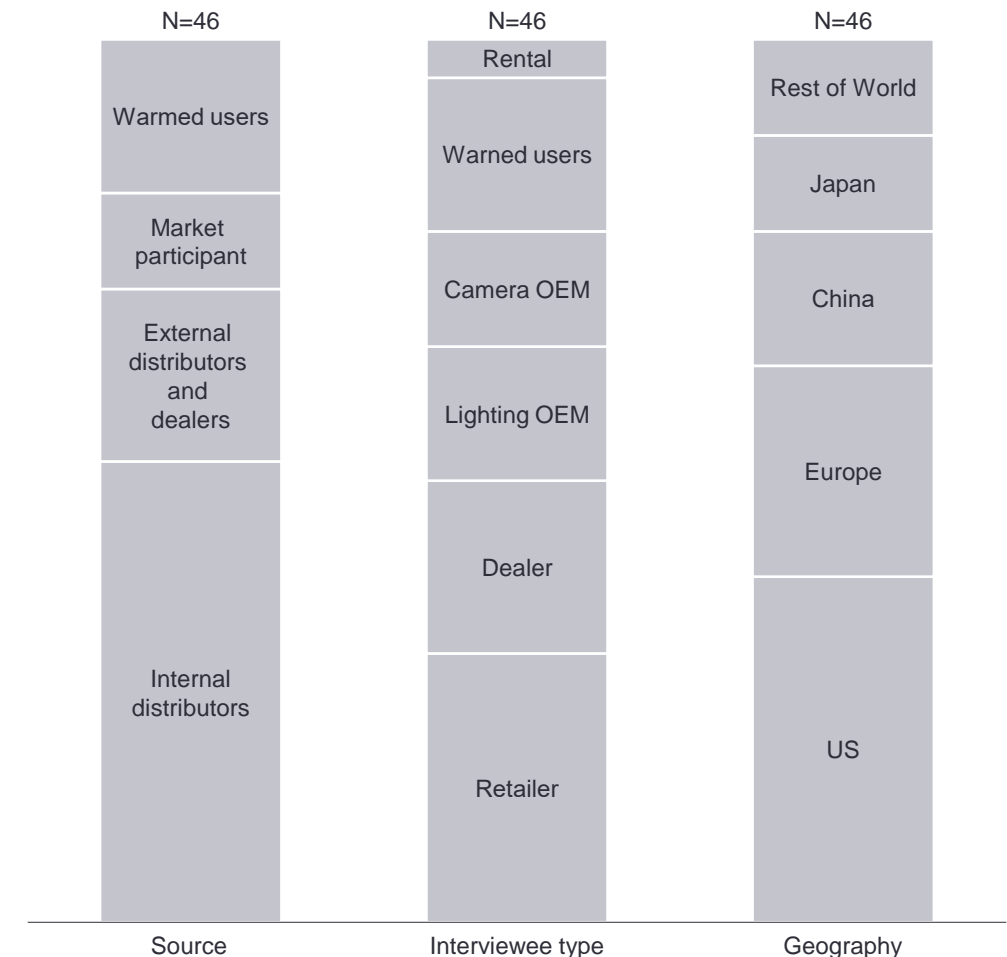 N=46
Warmed users
Market
participant
External
distributors
and
dealers
Internal
distributors
Source
N=46
Rental
Warned users
Camera OEM
Lighting OEM
Dealer
Retailer
Interviewee type
N=46
Rest of World
Japan
China
Europe
US
Geography